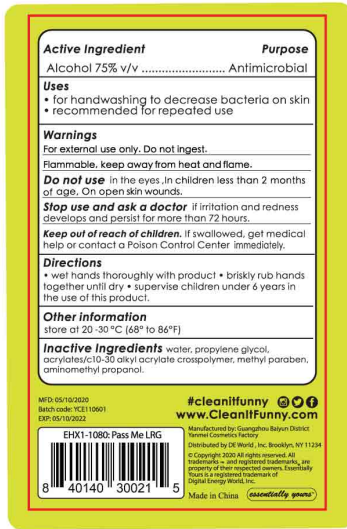 Active Ingredient Purpose
Alcohol 75% v/v ........................ Antimicrobial
Uses
• for handwashing to decrease bacteria on skin
• recommended for repeated use
Warnings
For external use only. Do not ingest.
Flammable, keep away from heat and flame.
Do not use in the eyes ,In children less than 2 months
of age, On open skin wounds.
Stop use and ask a doctor if irritation and redness
develops and persist for more than 72 hours.
Keep out of reach of children. If swallowed, get medical
help or contact a Poison Control Center immediately.
Directions
• wet hands thoroughly with product • briskly rub hands
together until dry • supervise children under 6 years in
the use of this product.
Other information
store at 20 -30 °C (68° to 86°F)
Inactive Ingredients water, propylene glycol,
acrylates/c10-30 alkyl acrylate crosspolymer, methyl paraben,
aminomethyl propanol.
MFD: 05/10/2020
Batch code: YCE110601
EXP: 05/10/2022
#cleanitfunny
www.CleanItFunny.com
EHX1-1080: Pass Me LRG
8 40140 30021 5
Manufactured by: Guangzhou Baiyun District
Yanmei Cosmetics Factory
Distributed by DE World , Inc. Brooklyn, NY 11234
© Copyright 2020 All rights reserved. All
trademarks ™ and registered trademarks® are
property of their respected owners. Essentially
Yours is a registered trademark of
Digital Energy World, Inc.
Made in China essentially yours™